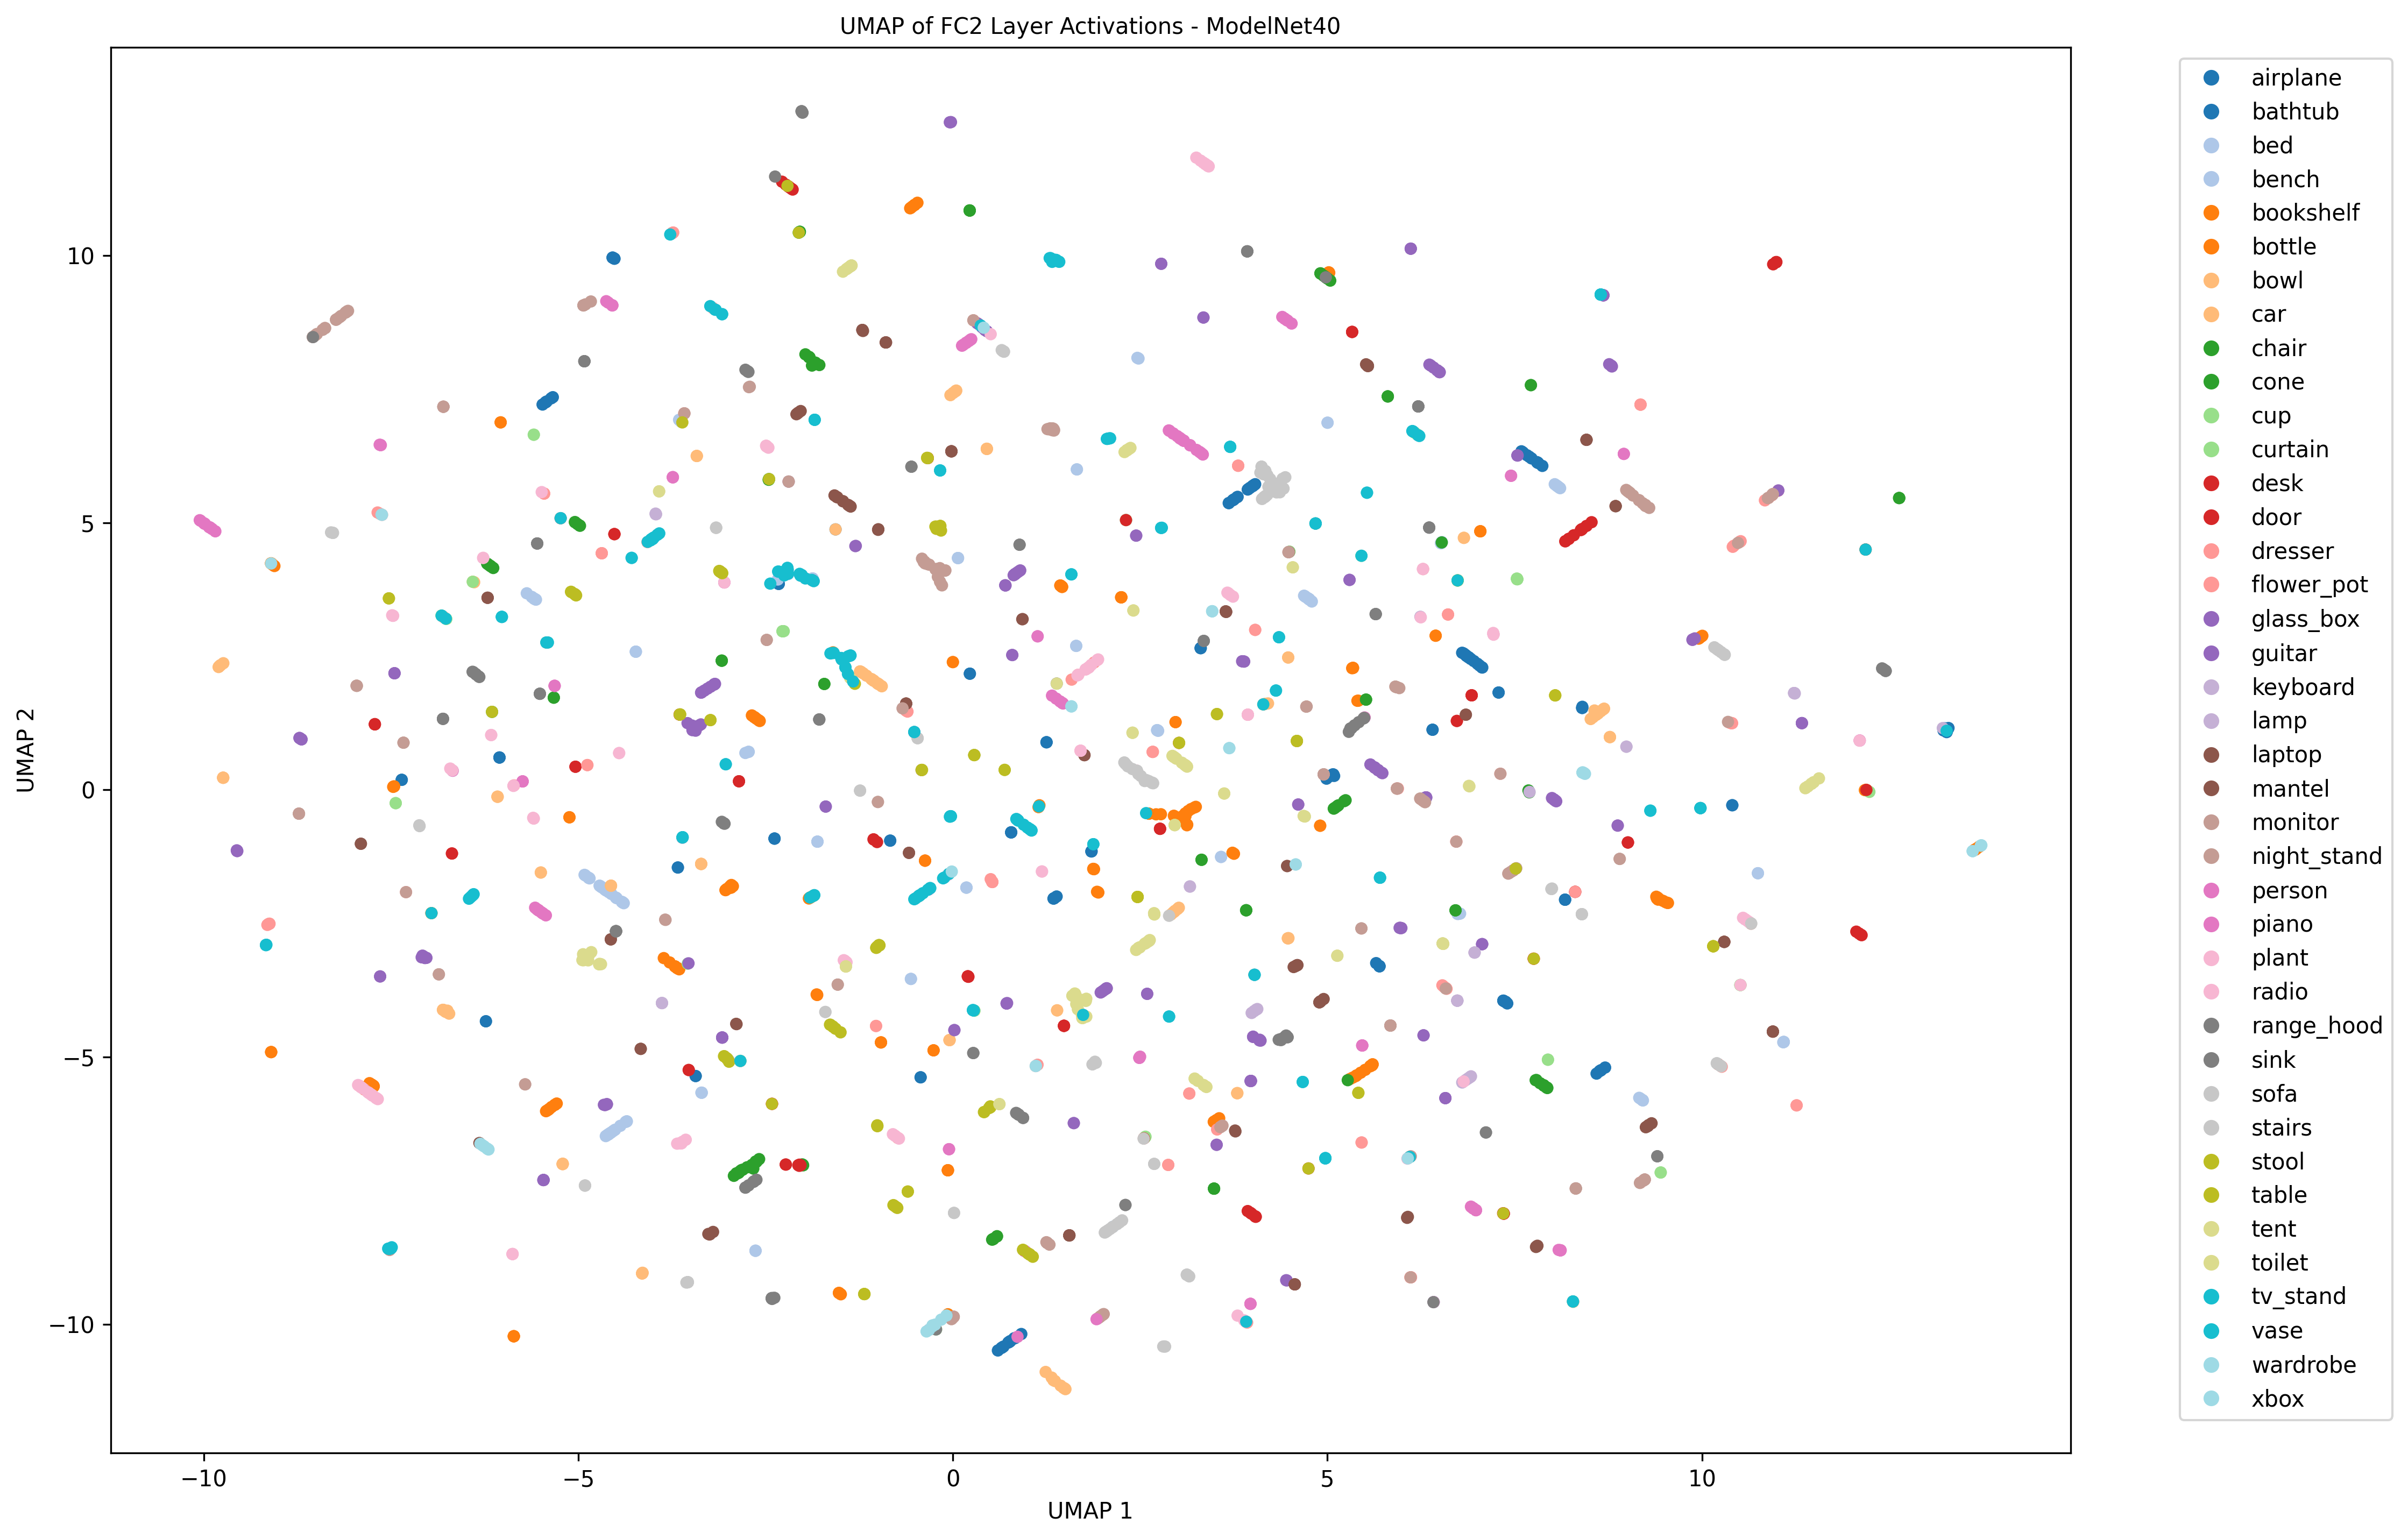 UMAP of FC2 Layer Activations - ModelNet40
10
5
0
−5
−10
UMAP 2
−10
−5
0
5
10
UMAP 1
airplane
bathtub
bed
bench
bookshelf
bottle
bowl
car
chair
cone
cup
curtain
desk
door
dresser
flower_pot
glass_box
guitar
keyboard
lamp
laptop
mantel
monitor
night_stand
person
piano
plant
radio
range_hood
sink
sofa
stairs
stool
table
tent
toilet
tv_stand
vase
wardrobe
xbox